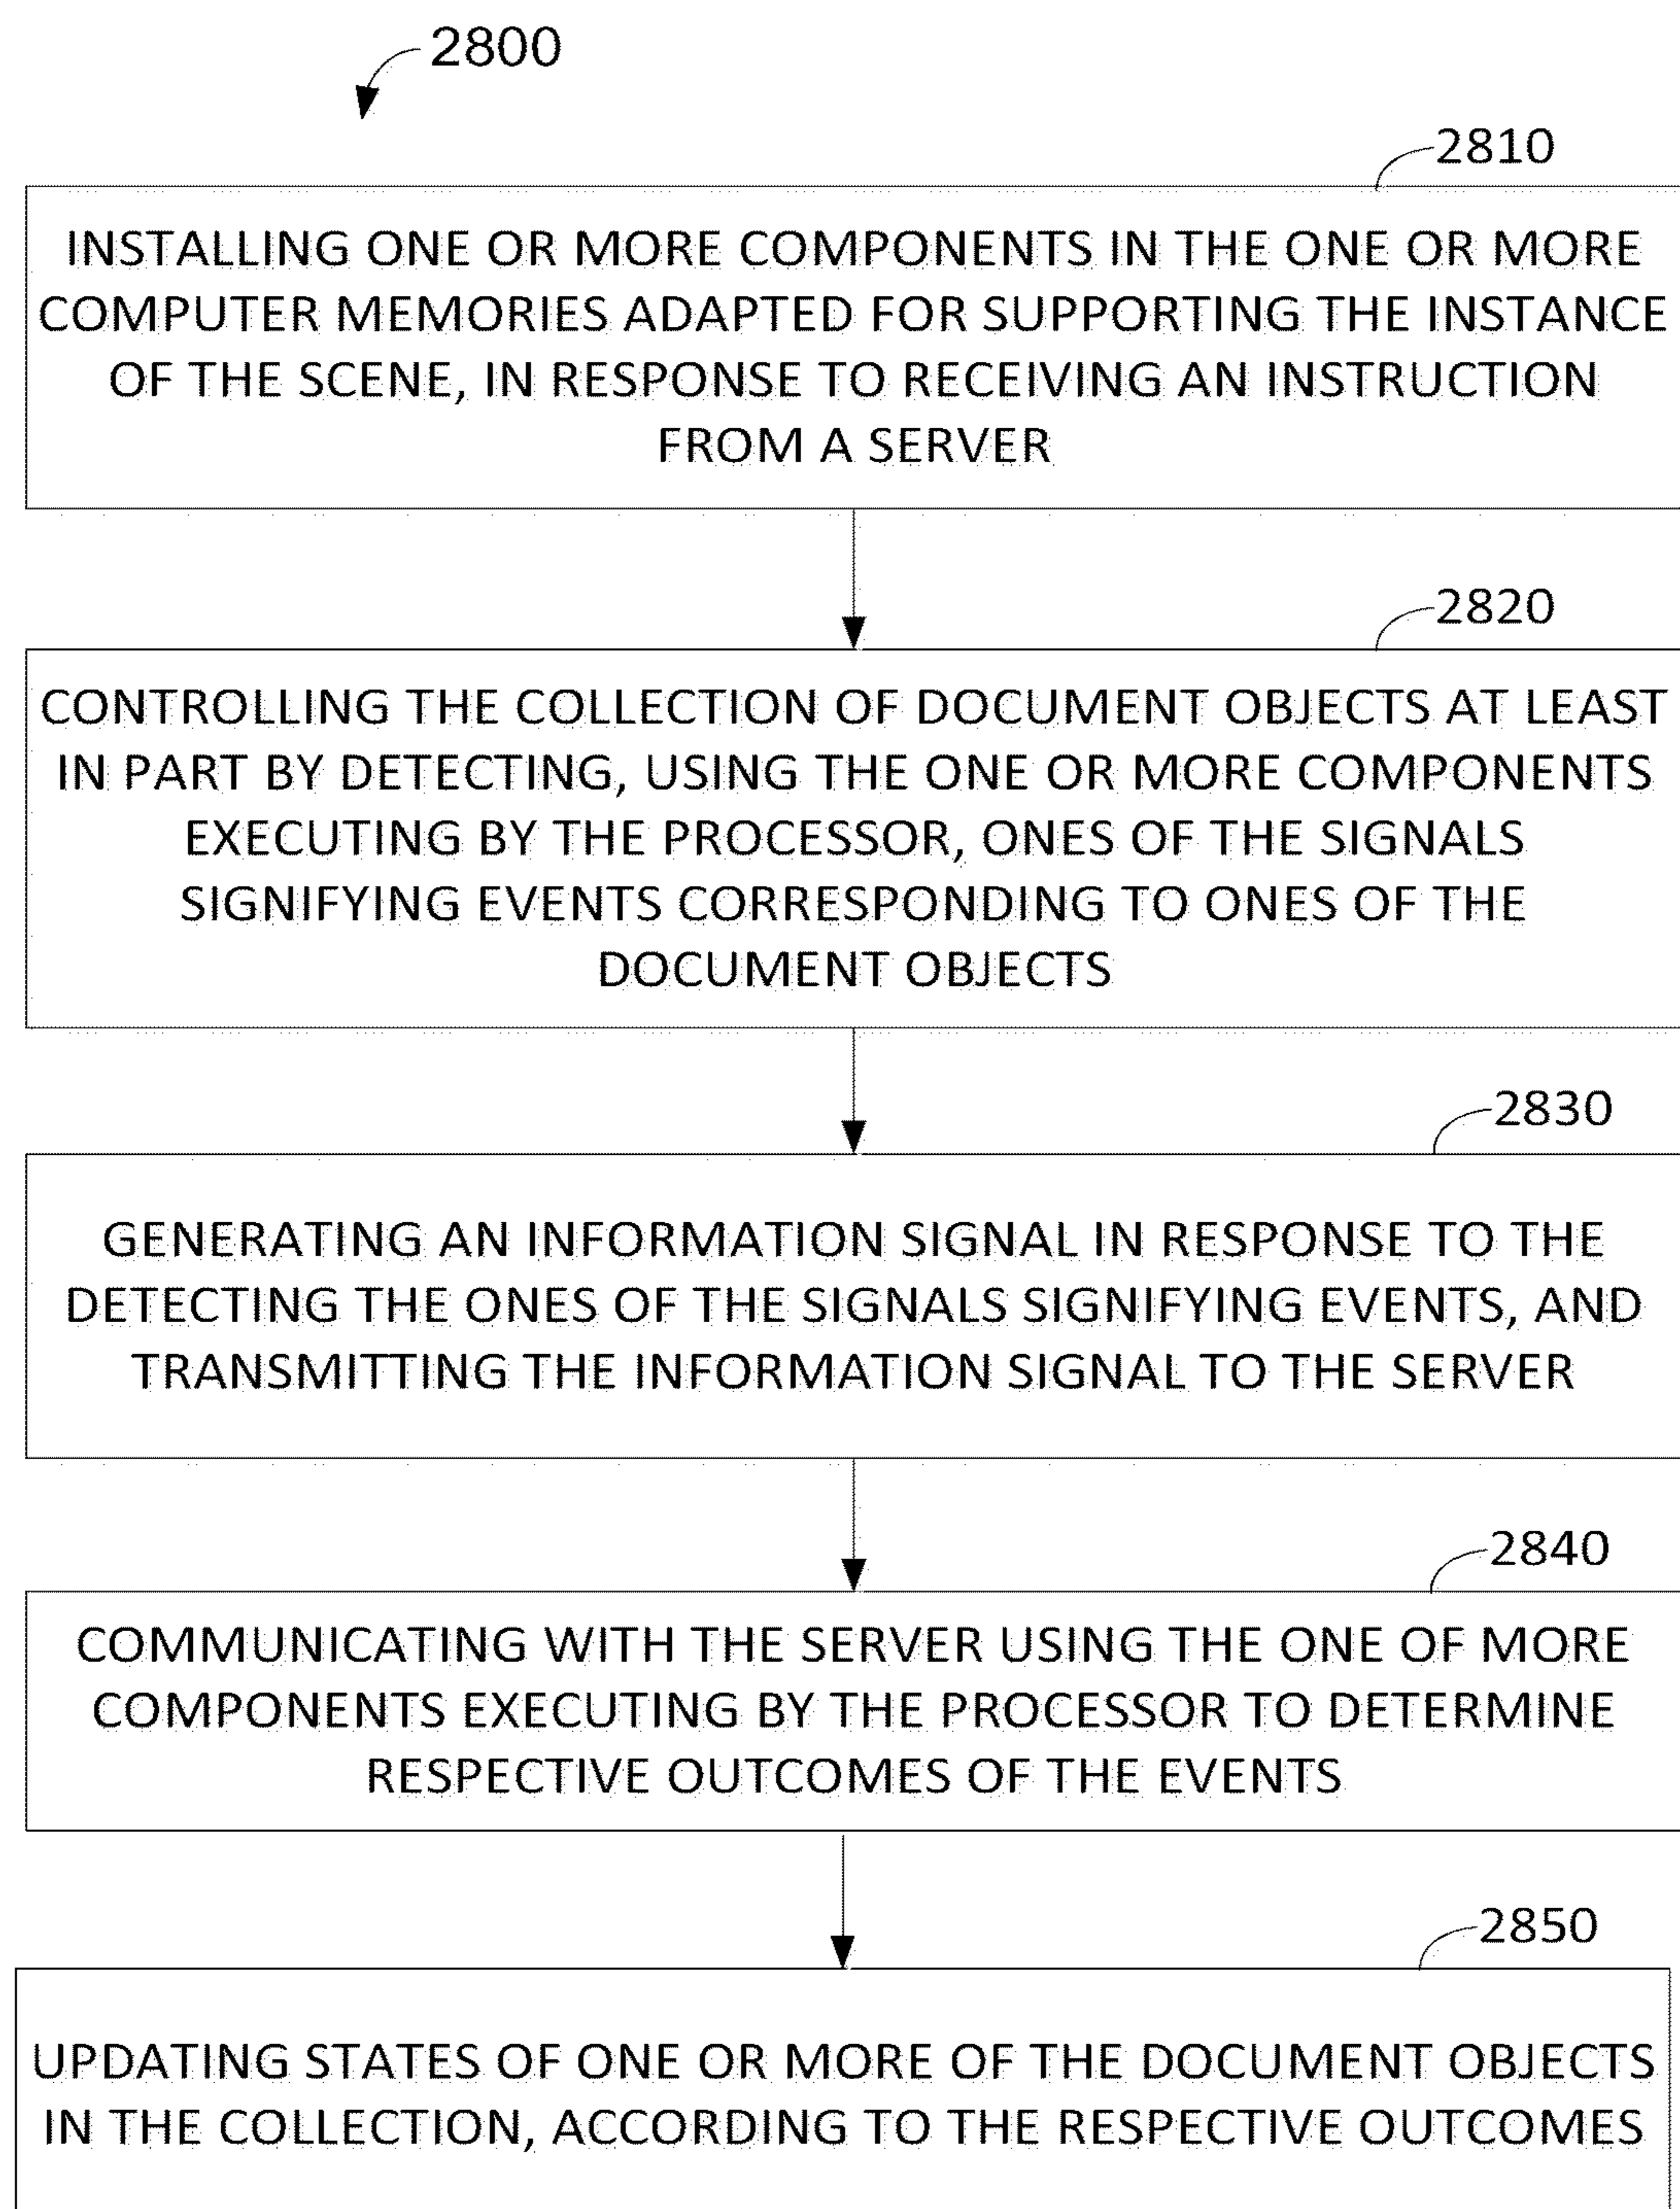 2800
2810
INSTALLING ONE OR MORE COMPONENTS IN THE ONE OR MORE
COMPUTER MEMORIES ADAPTED FOR SUPPORTING THE INSTANCE
OF THE SCENE, IN RESPONSE TO RECEIVING AN INSTRUCTION
FROM A SERVER
2820
CONTROLLING THE COLLECTION OF DOCUMENT OBJECTS AT LEAST
IN PART BY DETECTING, USING THE ONE OR MORE COMPONENTS
EXECUTING BY THE PROCESSOR, ONES OF THE SIGNALS
SIGNIFYING EVENTS CORRESPONDING TO ONES OF THE
DOCUMENT OBJECTS
2830
GENERATING AN INFORMATION SIGNAL IN RESPONSE TO THE
DETECTING THE ONES OF THE SIGNALS SIGNIFYING EVENTS, AND
TRANSMITTING THE INFORMATION SIGNAL TO THE SERVER
2840
COMMUNICATING WITH THE SERVER USING THE ONE OF MORE
COMPONENTS EXECUTING BY THE PROCESSOR TO DETERMINE
RESPECTIVE OUTCOMES OF THE EVENTS
2850
UPDATING STATES OF ONE OR MORE OF THE DOCUMENT OBJECTS
IN THE COLLECTION, ACCORDING TO THE RESPECTIVE OUTCOMES